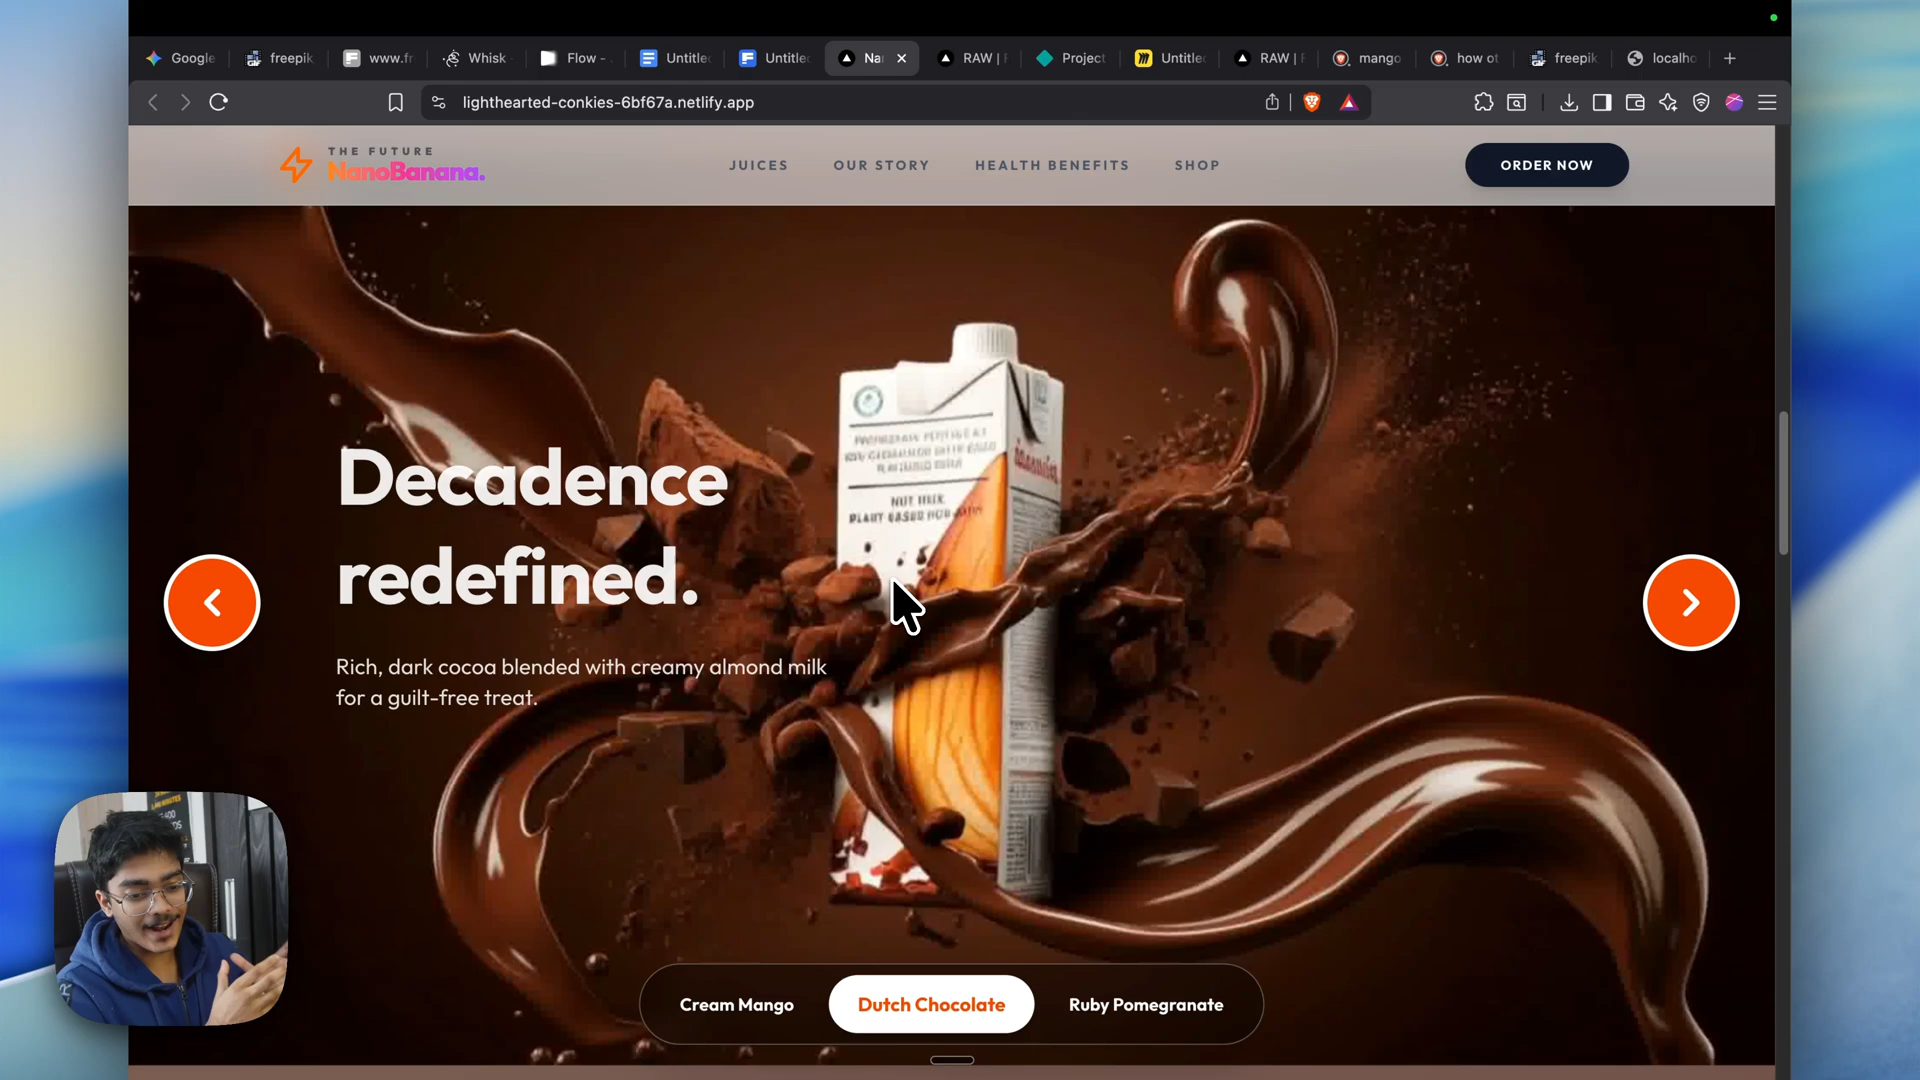 Google
freepik
www.fr
Whisk
Flow -
Untitle
Untitle
Na
RAW | F
Project
Untitle
RAW | F
mango
how ot
freepik
localho
lighthearted-conkies-6bf67a.netlify.app
THE FUTURE
NanoBanana.
JUICES
OUR STORY
HEALTH BENEFITS
SHOP
ORDER NOW
NUT MILK
Decadence
redefined.
Rich, dark cocoa blended with creamy almond milk
for a guilt-free treat.
Cream Mango
Dutch Chocolate
Ruby Pomegranate